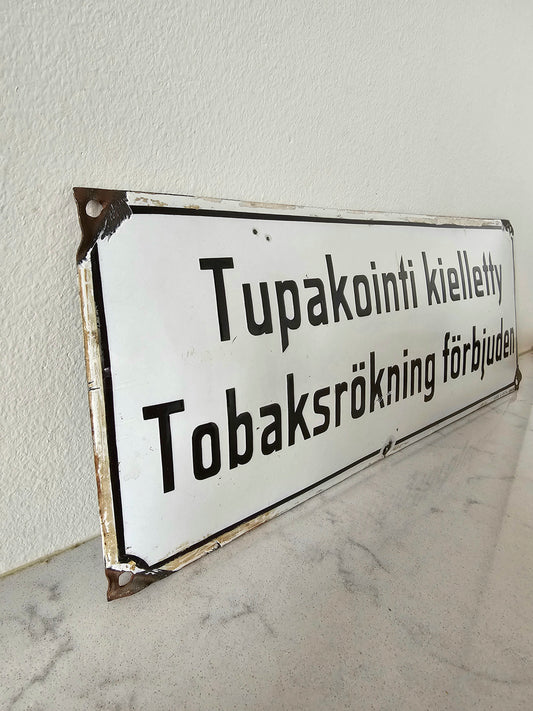 Tupakointi kielletty
Tobaksrökning förbjuden